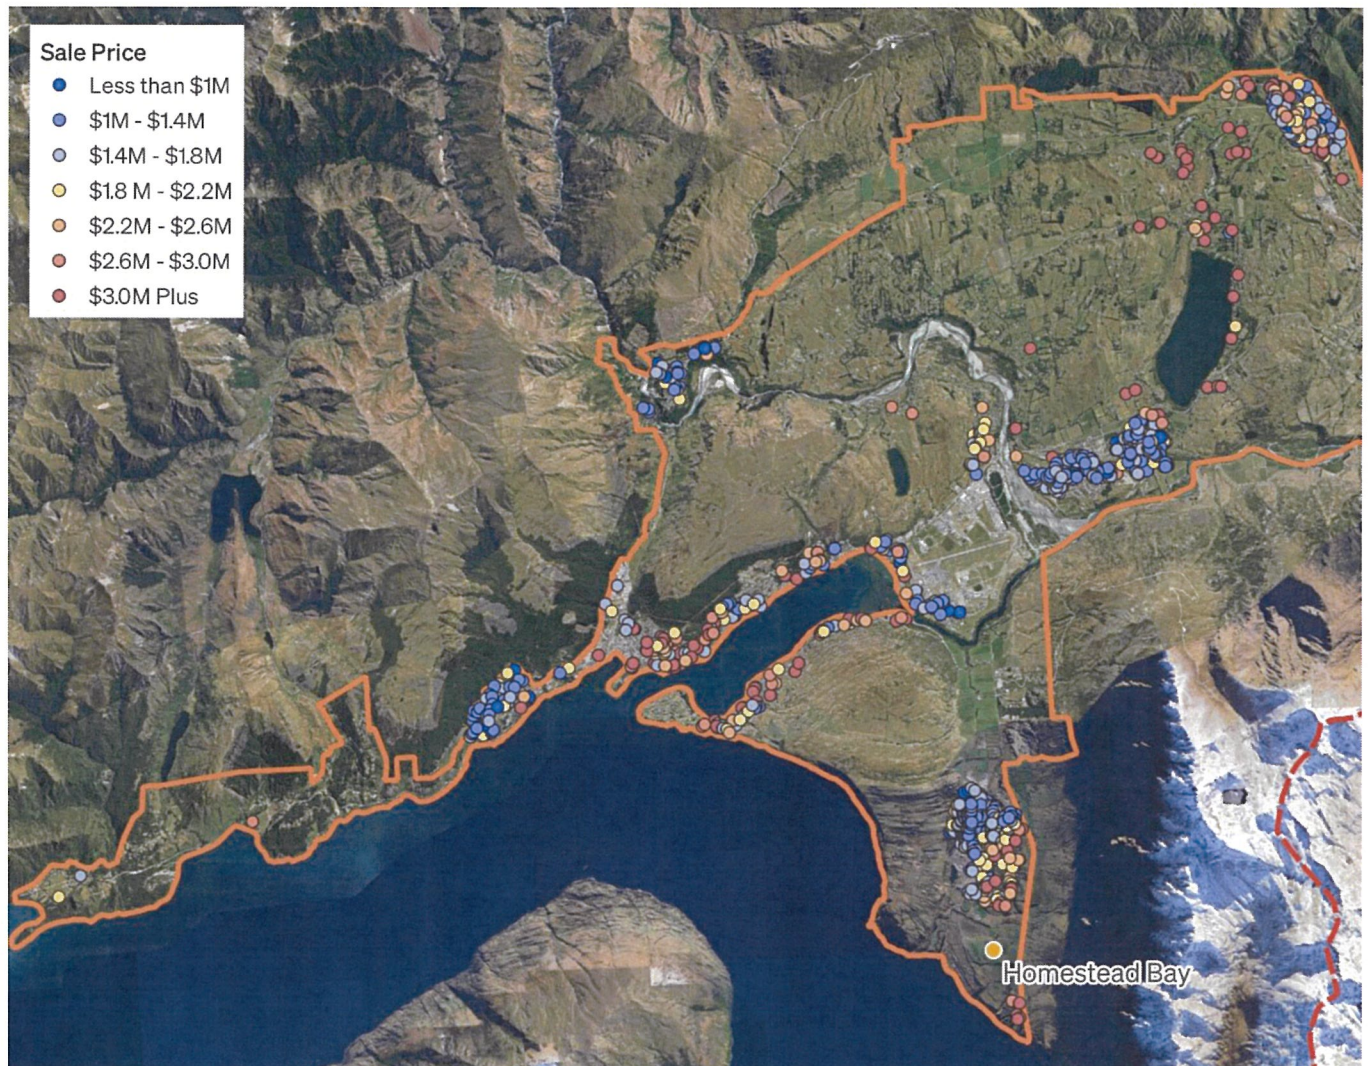 Sale Price
Less than $1M
$1M - $1.4M
$1.4M - $1.8M
$1.8 M - $2.2M
$2.2M - $2.6M
$2.6M - $3.0M
$3.0M Plus
Homestead Bay